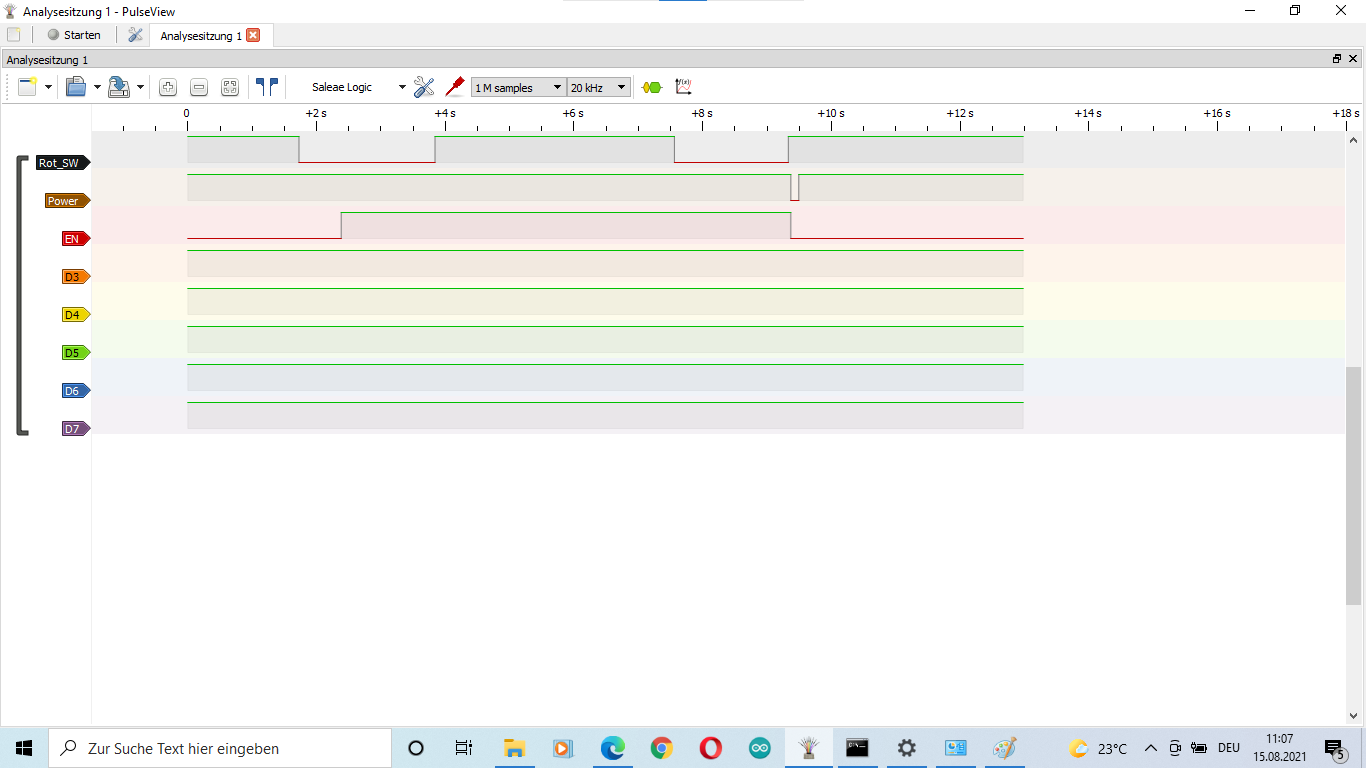 Analysesitzung 1 - PulseView
Starten
Analysesitzung 1
Analysesitzung 1
Saleae Logic
1 M samples
20 kHz
f(x)
0 +2 s +4 s +6 s +8 s +10 s +12 s +14 s +16 s +18 s
Rot_SW
Power
EN
D3
D4
D5
D6
D7
Zur Suche Text hier eingeben
23°C
DEU
11:07
15.08.2021
5